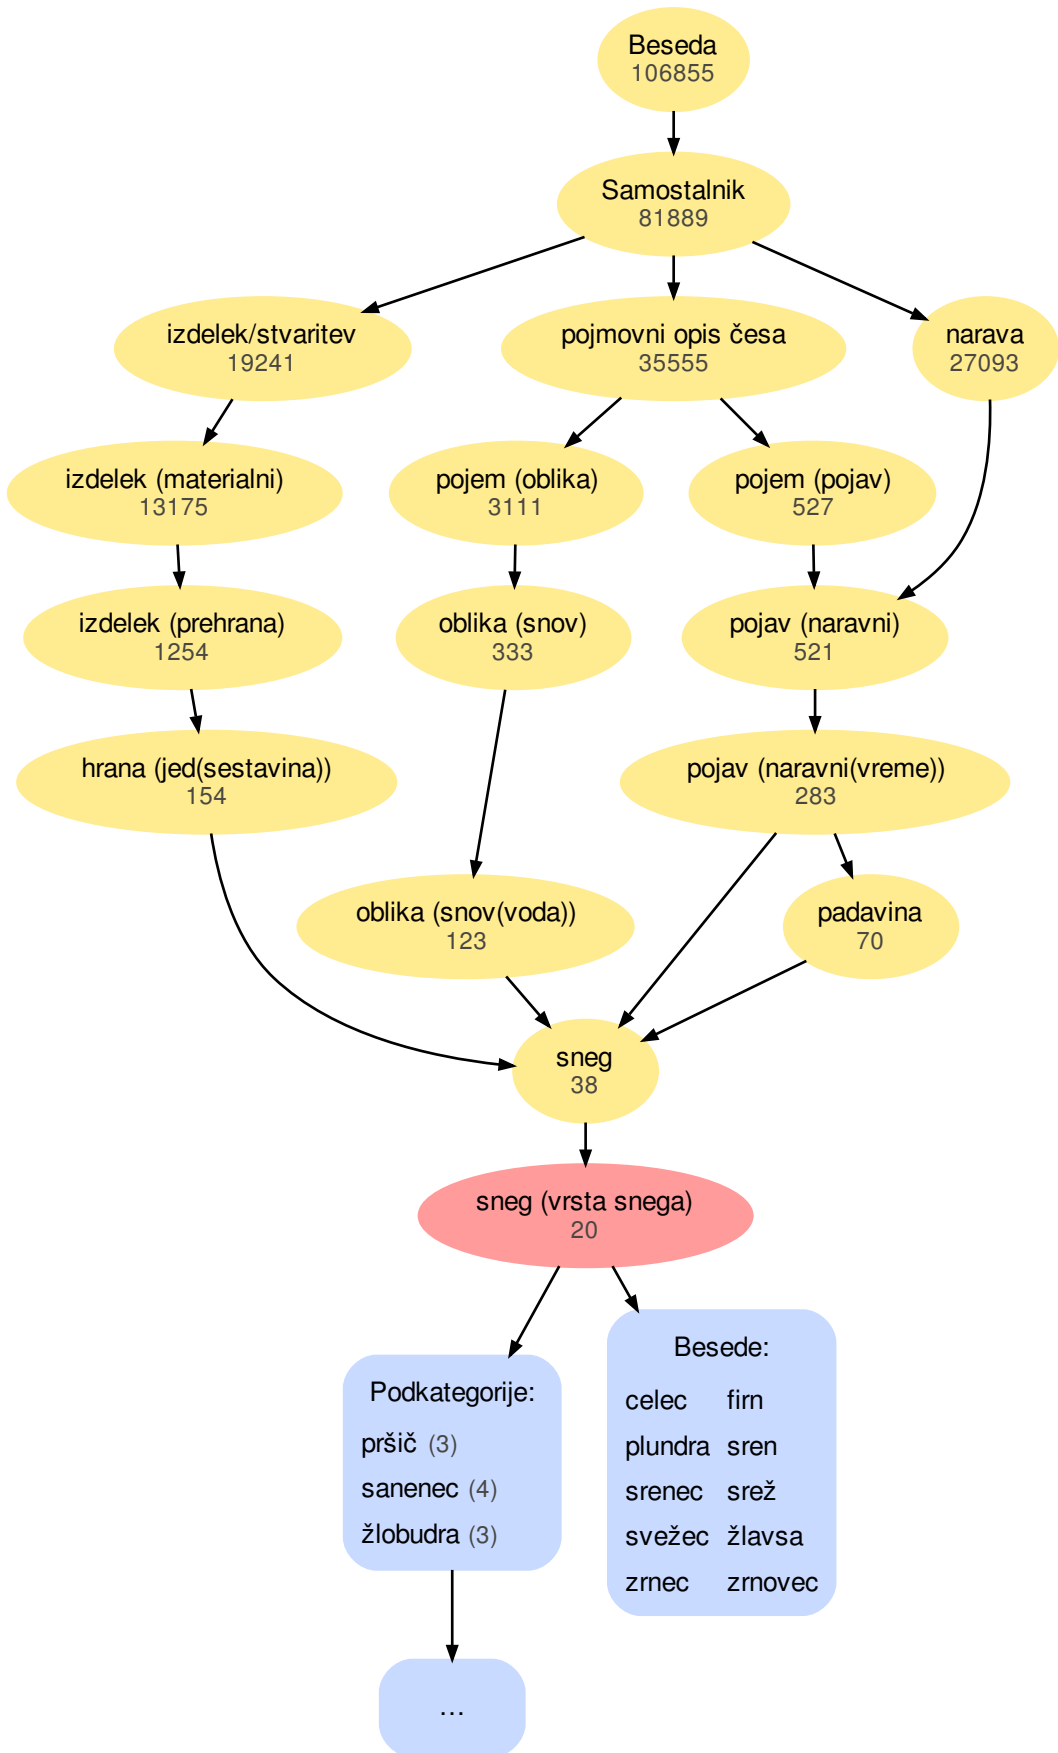 Beseda
106855
Samostalnik
81889
izdelek/stvaritev
19241
pojmovni opis česa
35555
narava
27093
izdelek (materialni)
13175
pojem (oblika)
3111
pojem (pojav)
527
izdelek (prehrana)
1254
oblika (snov)
333
pojav (naravni)
521
hrana (jed(sestavina))
154
pojav (naravni(vreme))
283
oblika (snov(voda))
123
padavina
70
sneg
38
sneg (vrsta snega)
20
Podkategorije:
pršič (3)
sanenec (4)
žlobudra (3)
Besede:
celec firn
plundra sren
srenec srež
svežec žlavsa
zrnec zrnovec
...